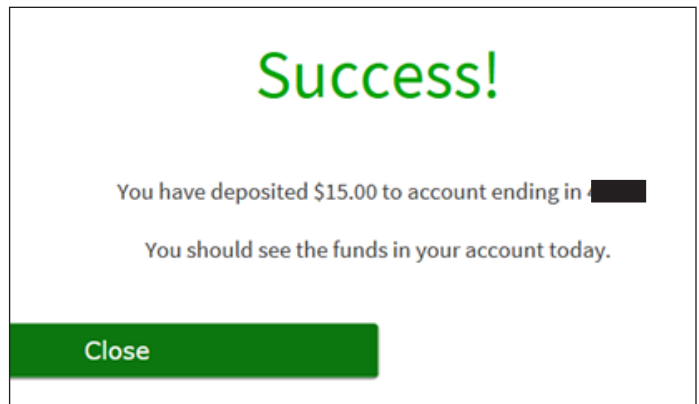 Success!
You have deposited $15.00 to account ending in
You should see the funds in your account today.
Close